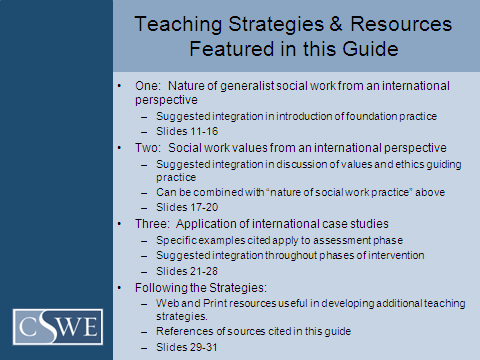 Teaching Strategies & Resources
Featured in this Guide
• One: Nature of generalist social work from an international
perspective
– Suggested integration in introduction of foundation practice
– Slides 11-16
• Two: Social work values from an international perspective
– Suggested integration in discussion of values and ethics guiding
practice
– Can be combined with “nature of social work practice” above
– Slides 17-20
• Three: Application of international case studies
– Specific examples cited apply to assessment phase
– Suggested integration throughout phases of intervention
– Slides 21-28
• Following the Strategies:
– Web and Print resources useful in developing additional teaching
strategies.
– References of sources cited in this guide
– Slides 29-31
CSWE